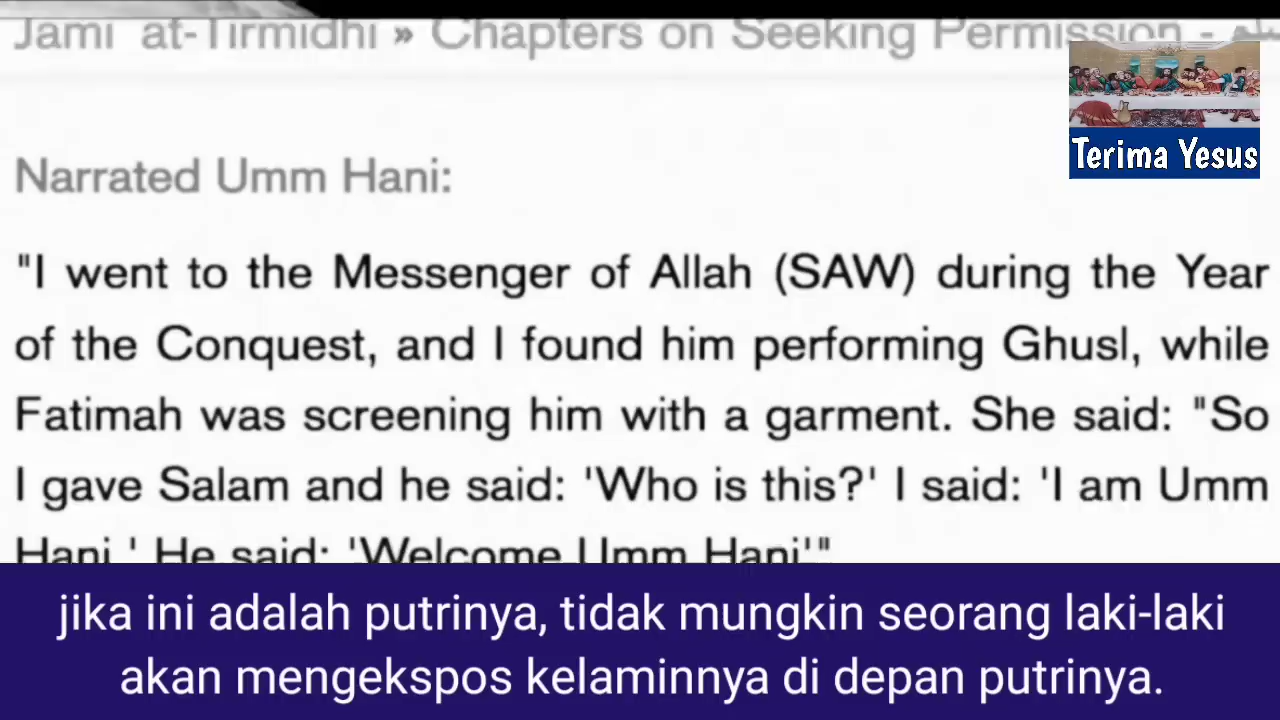 Jami` at-Tirmidhi » Chapters on Seeking Permission -
Terima Yesus
Narrated Umm Hani:
"I went to the Messenger of Allah (SAW) during the Year
of the Conquest, and I found him performing Ghusl, while
Fatimah was screening him with a garment. She said: "So
I gave Salam and he said: 'Who is this?' I said: 'I am Umm
Hani.' He said: 'Welcome Umm Hani'"
jika ini adalah putrinya, tidak mungkin seorang laki-laki
akan mengekspos kelaminnya di depan putrinya.